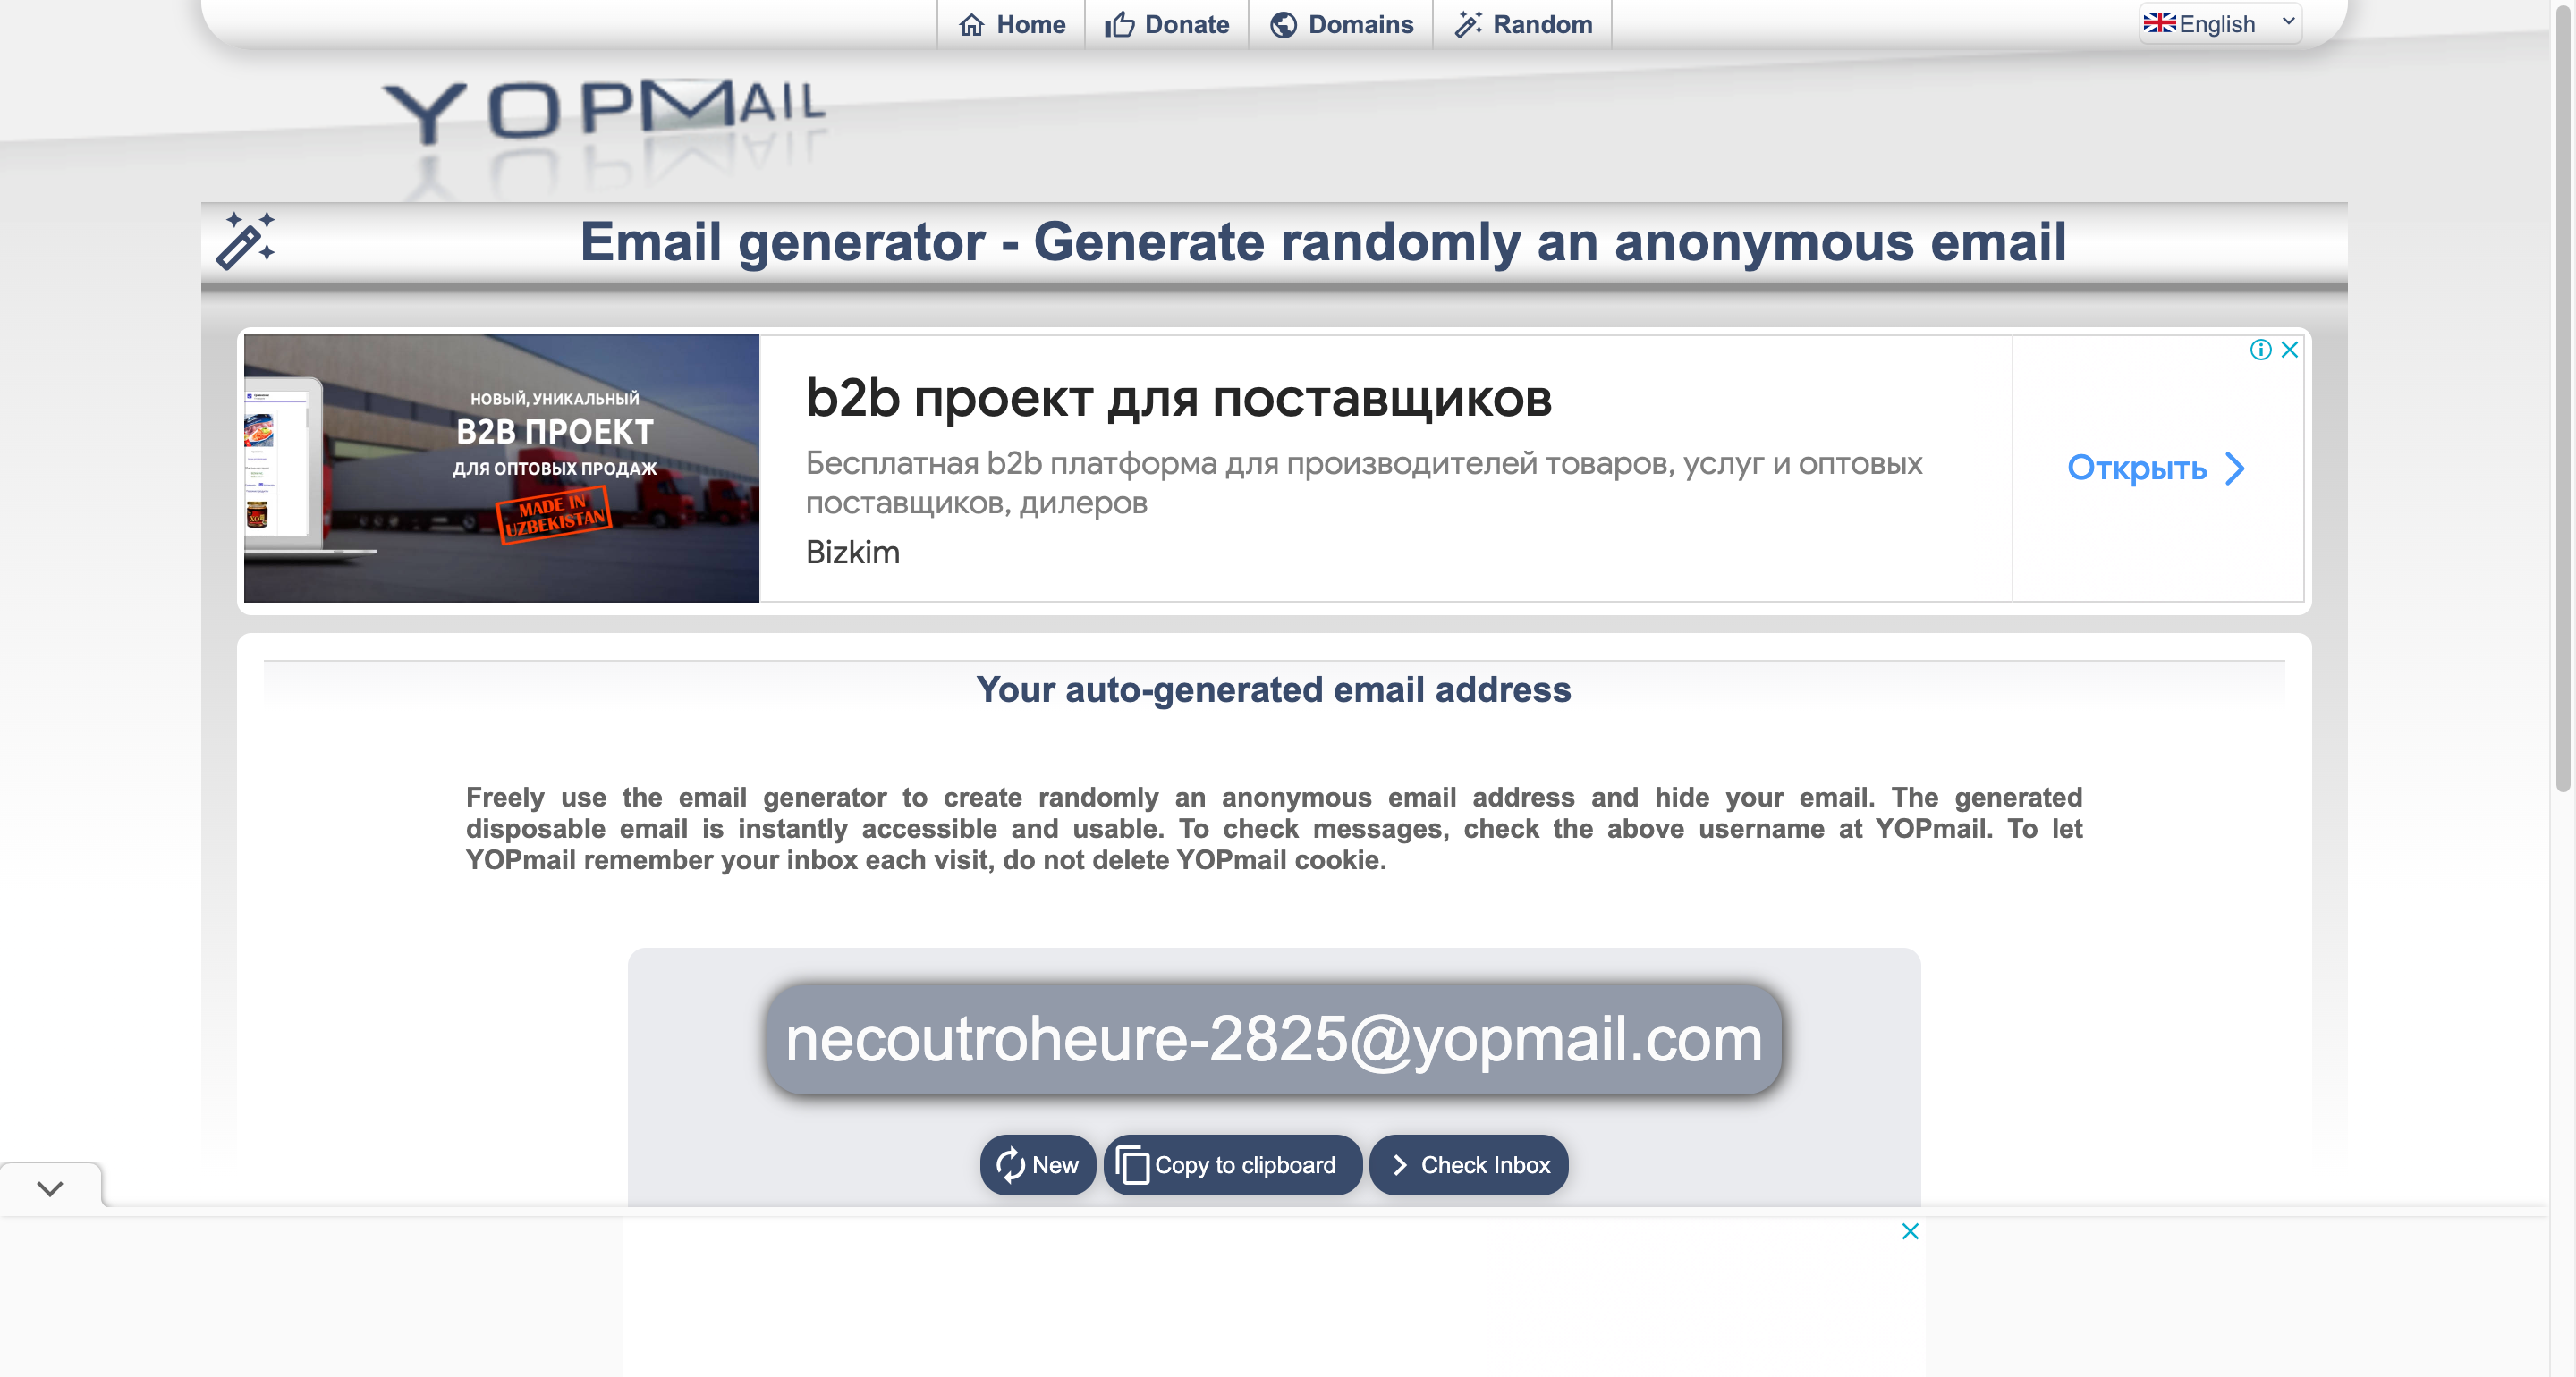 Home
Donate
Domains
Random
English
YOPMAIL
Email generator - Generate randomly an anonymous email
НОВЫЙ, УНИКАЛЬНЫЙ
B2B ПРОЕКТ
ДЛЯ ОПТОВЫХ ПРОДАЖ
MADE IN
UZBEKISTAN
b2b проект для поставщиков
Бесплатная b2b платформа для производителей товаров, услуг и оптовых
поставщиков, дилеров
Bizkim
Открыть
Your auto-generated email address
Freely use the email generator to create randomly an anonymous email address and hide your email. The generated
disposable email is instantly accessible and usable. To check messages, check the above username at YOPmail. To let
YOPmail remember your inbox each visit, do not delete YOPmail cookie.
necoutroheure-2825@yopmail.com
New
Copy to clipboard
Check Inbox